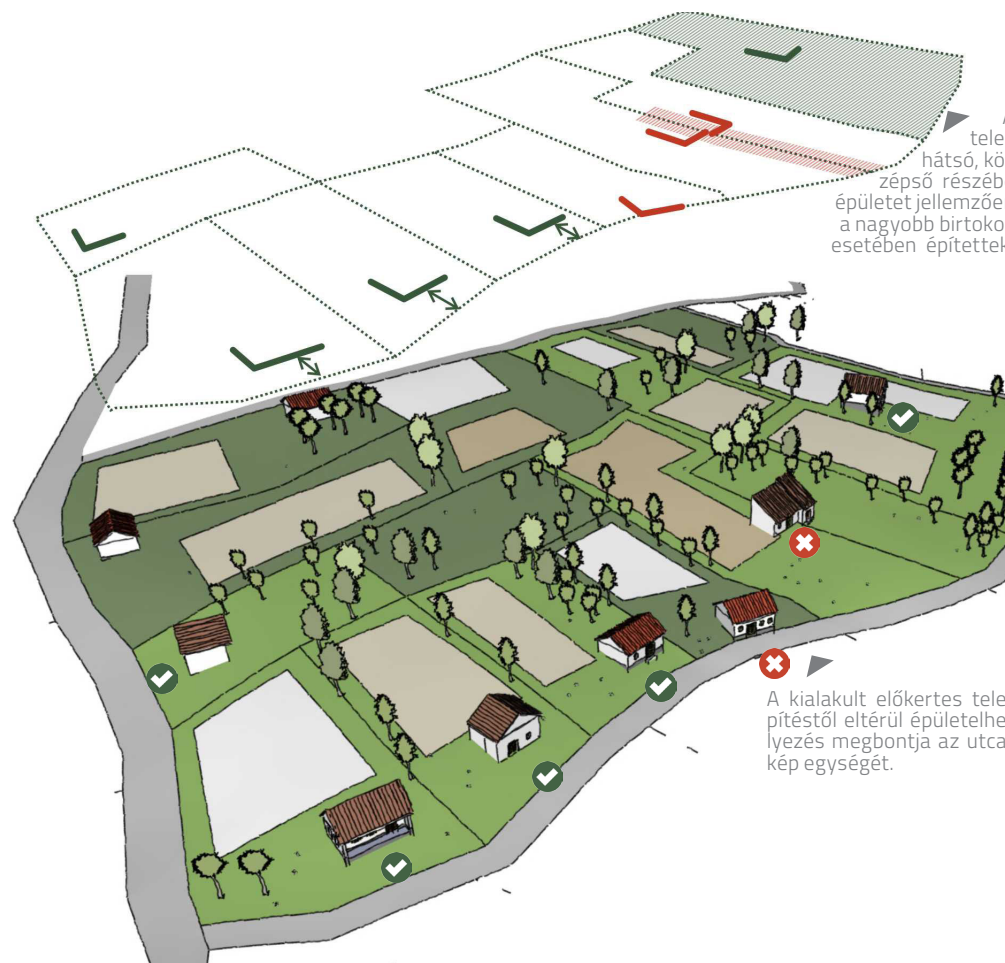 tele
hátsó, kö
zépső részéb
épületet jellemzőe
a nagyobb birtoko
esetében építettek
A kialakult előkertes tele
pítéstől eltérül épületelhe
lyezés megbontja az utca
kép egységét.